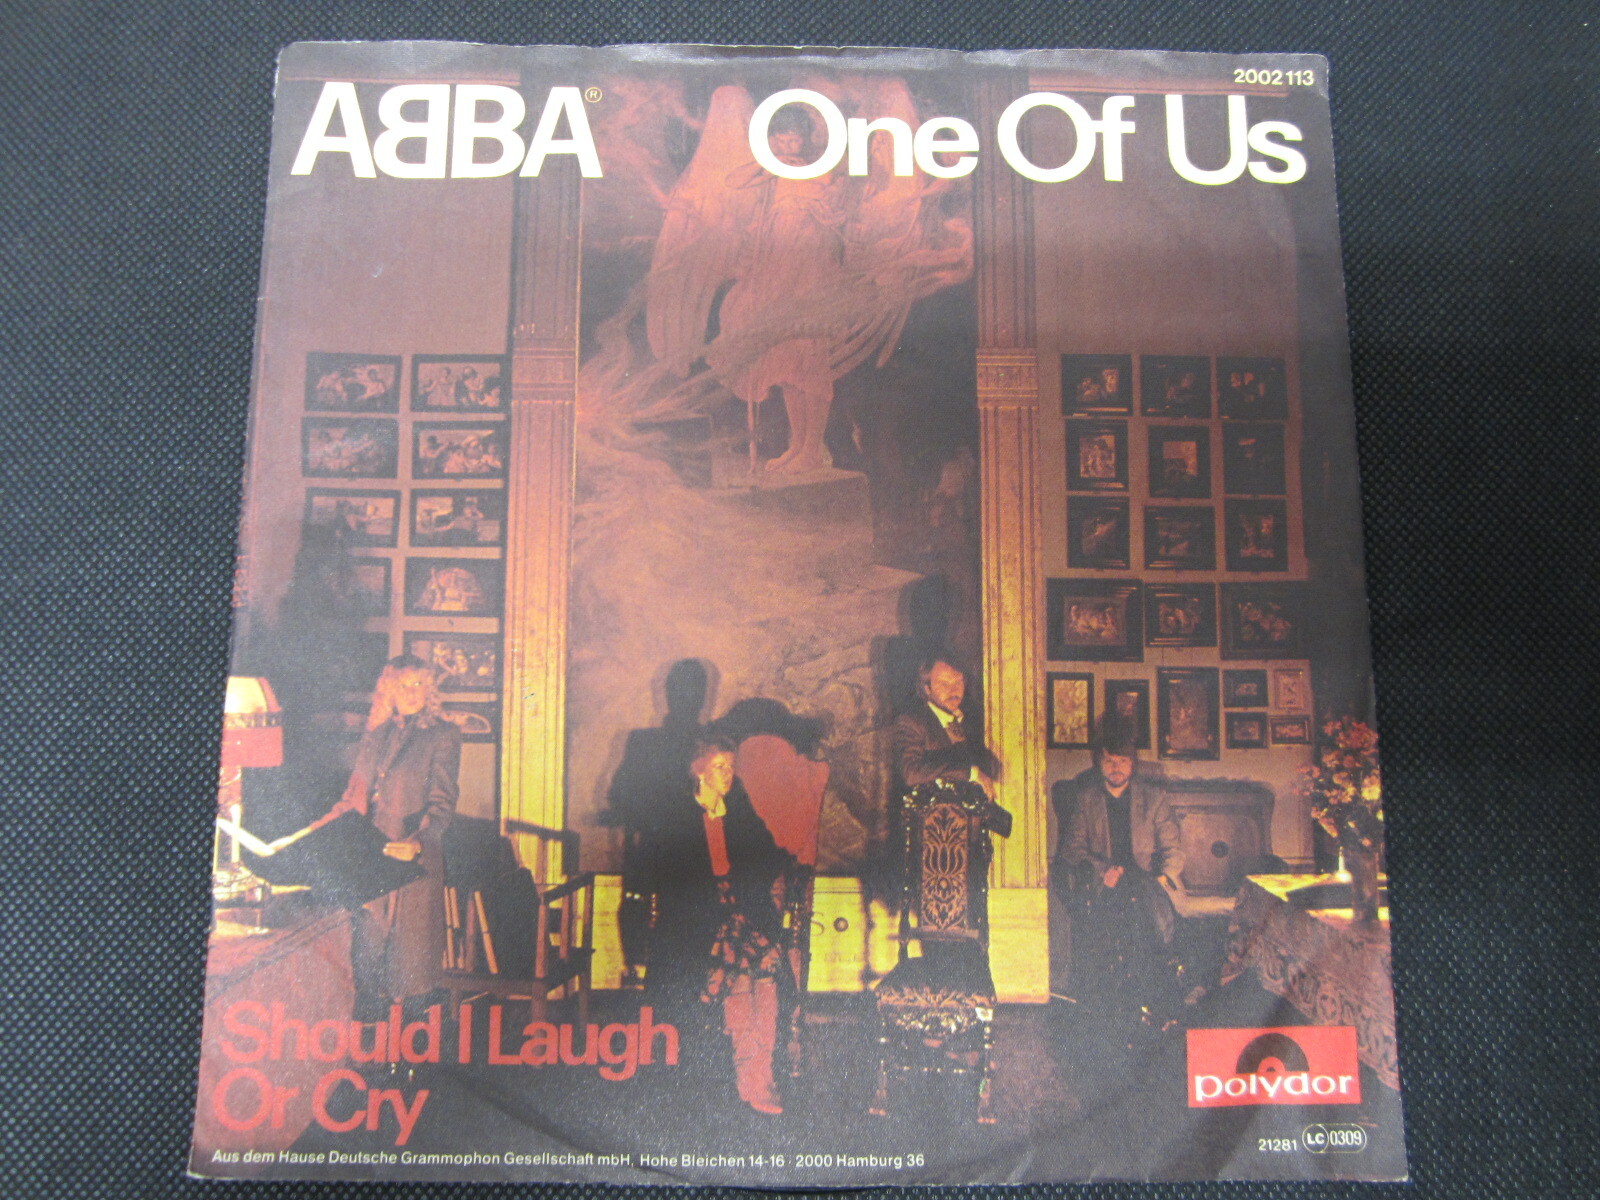 2002 113
ABBA® One Of Us
Should I Laugh
Or Cry
polydor
21281 LC 0309
Aus dem Hause Deutsche Grammophon Gesellschaft mbH, Hohe Bleichen 14-16 · 2000 Hamburg 36